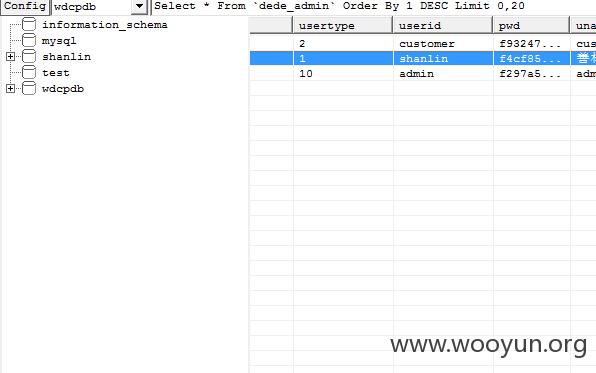 Config wdcpdb Select * From `dede_admin` Order By 1 DESC Limit 0,20
information_schema
mysql
shanlin
test
wdcpdb
usertype userid pwd una
2 customer f93247... cus
1 shanlin f4cf85...
10 admin f297a5... adm
www.wooyun.org